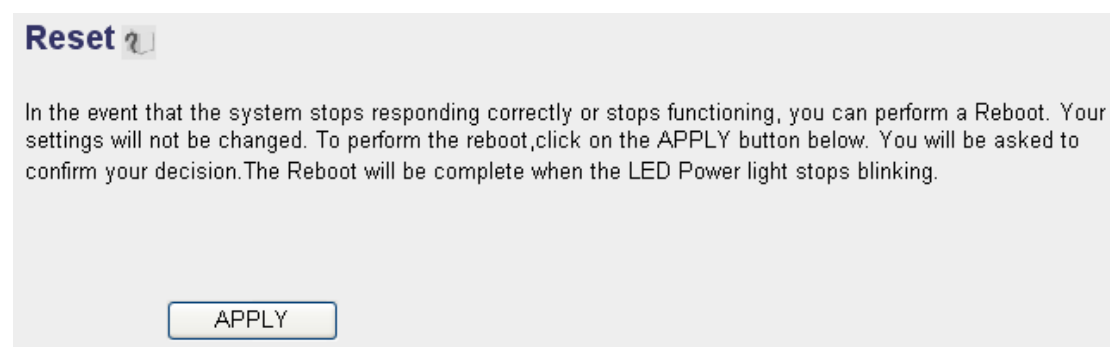 Reset
In the event that the system stops responding correctly or stops functioning, you can perform a Reboot. Your
settings will not be changed. To perform the reboot,click on the APPLY button below. You will be asked to
confirm your decision.The Reboot will be complete when the LED Power light stops blinking.
APPLY